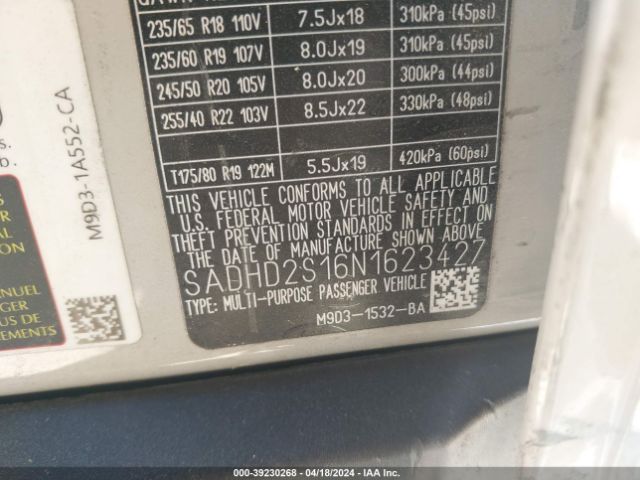 235/65 R18 110V 7.5Jx18 310kPa (45psi)
235/60 R19 107V 8.0Jx19 310kPa (45psi)
245/50 R20 105V 8.0Jx20 300kPa (44psi)
255/40 R22 103V 8.5Jx22 330kPa (48psi)
T175/80 R19 122M 5.5Jx19 420kPa (60psi)
THIS VEHICLE CONFORMS TO ALL APPLICABLE
U.S. FEDERAL MOTOR VEHICLE SAFETY AND
THEFT PREVENTION STANDARDS IN EFFECT ON
THE DATE OF MANUFACTURE SHOWN ABOVE
SADHD2S16N1623427
TYPE: MULTI-PURPOSE PASSENGER VEHICLE
M9D3-1532-BA
M9D3-1A552-CA
000-39230268 - 04/18/2024 - IAA, Inc.